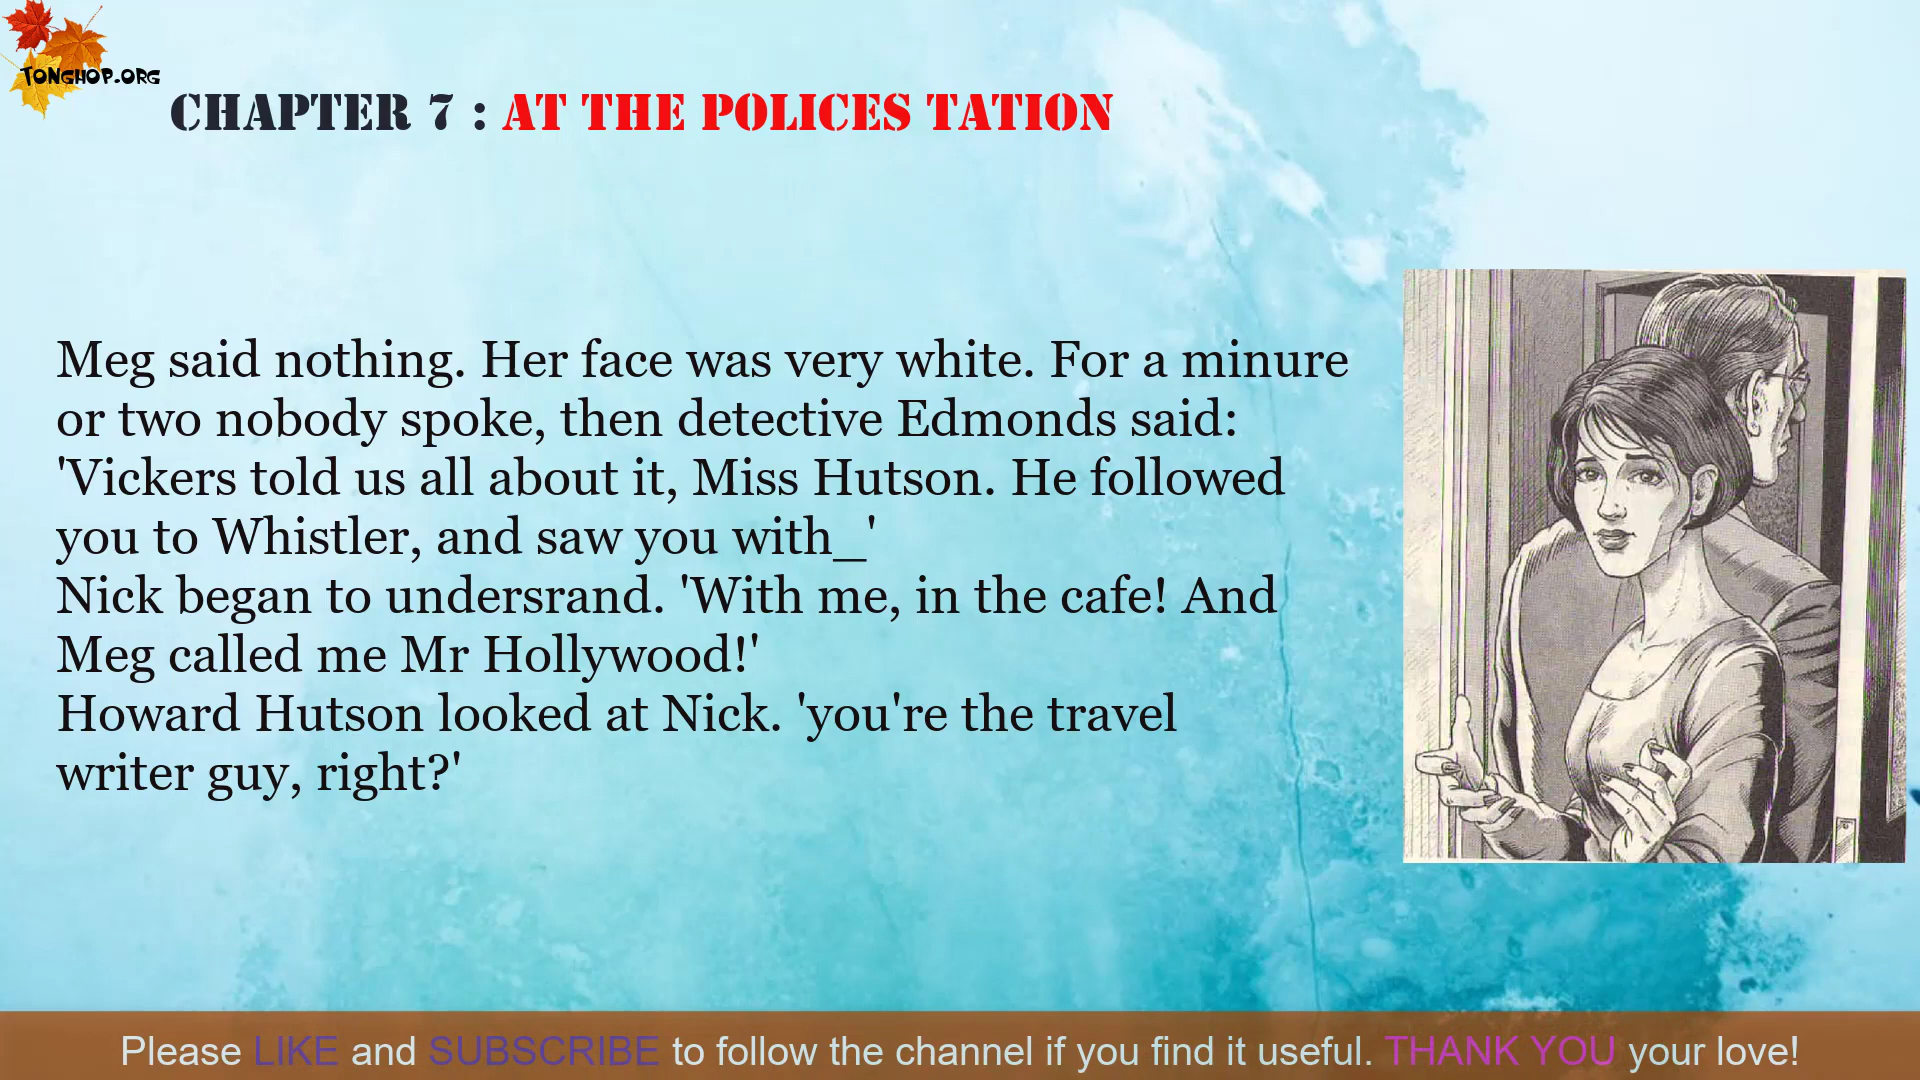 TONGHOP.ORG
CHAPTER 7 : AT THE POLICES TATION
Meg said nothing. Her face was very white. For a minure
or two nobody spoke, then detective Edmonds said:
'Vickers told us all about it, Miss Hutson. He followed
you to Whistler, and saw you with_'
Nick began to undersrand. 'With me, in the cafe! And
Meg called me Mr Hollywood!'
Howard Hutson looked at Nick. 'you're the travel
writer guy, right?'
Please LIKE and SUBSCRIBE to follow the channel if you find it useful. THANK YOU your love!